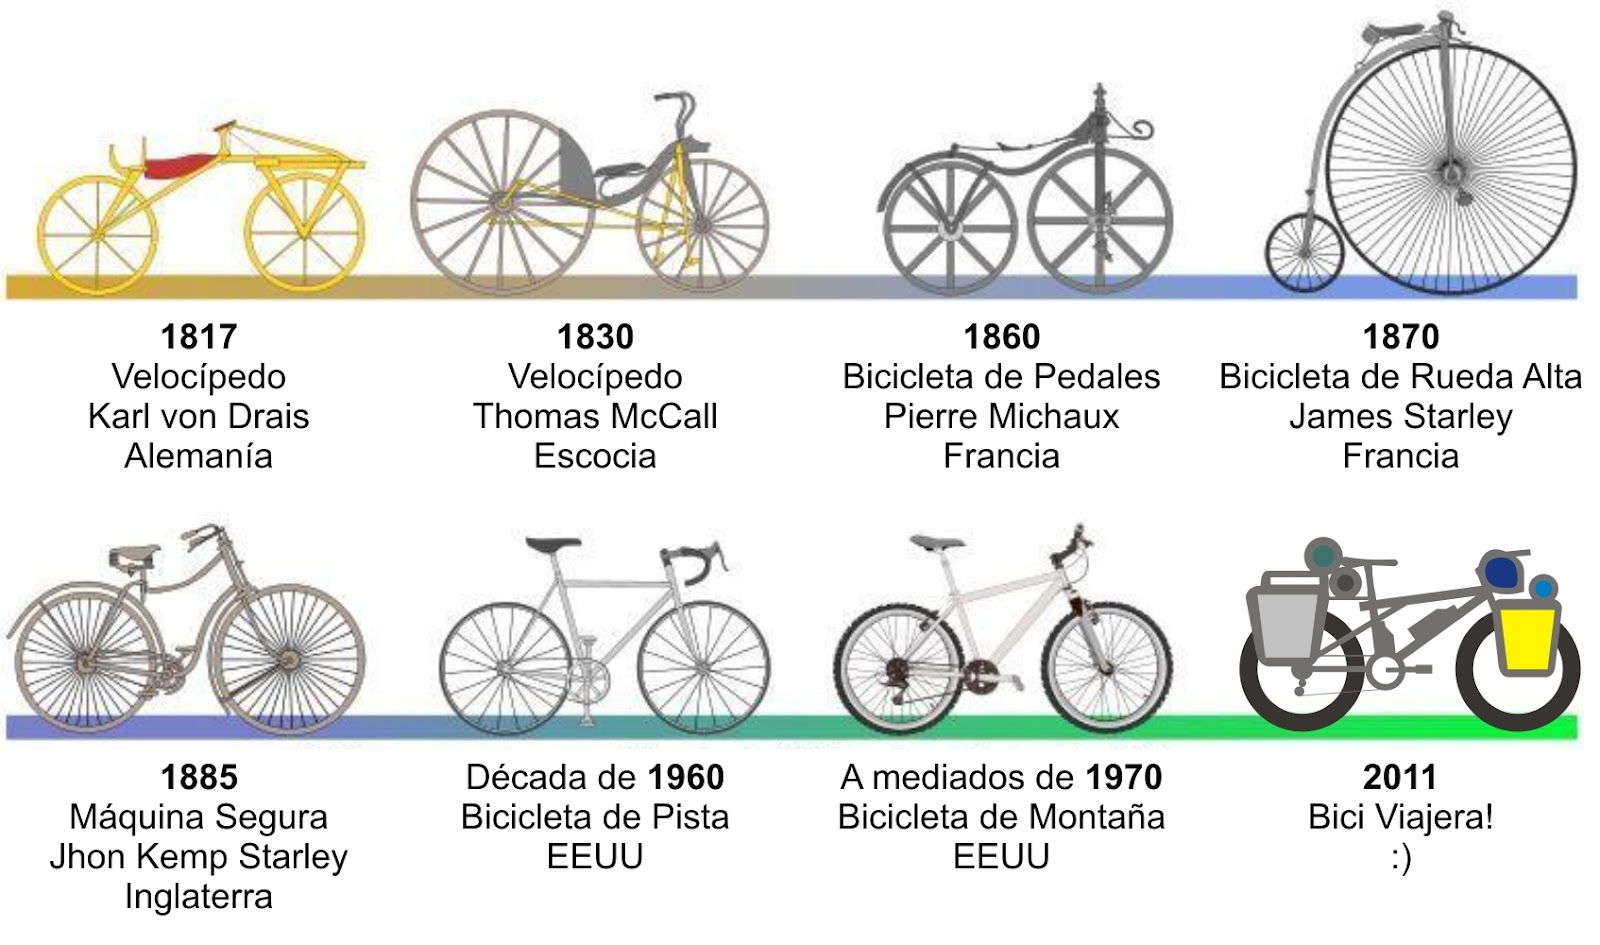 1817
Velocípedo
Karl von Drais
Alemanía
1830
Velocípedo
Thomas McCall
Escocia
1860
Bicicleta de Pedales
Pierre Michaux
Francia
1870
Bicicleta de Rueda Alta
James Starley
Francia
1885
Máquina Segura
Jhon Kemp Starley
Inglaterra
Década de 1960
Bicicleta de Pista
EEUU
A mediados de 1970
Bicicleta de Montaña
EEUU
2011
Bici Viajera!
:)